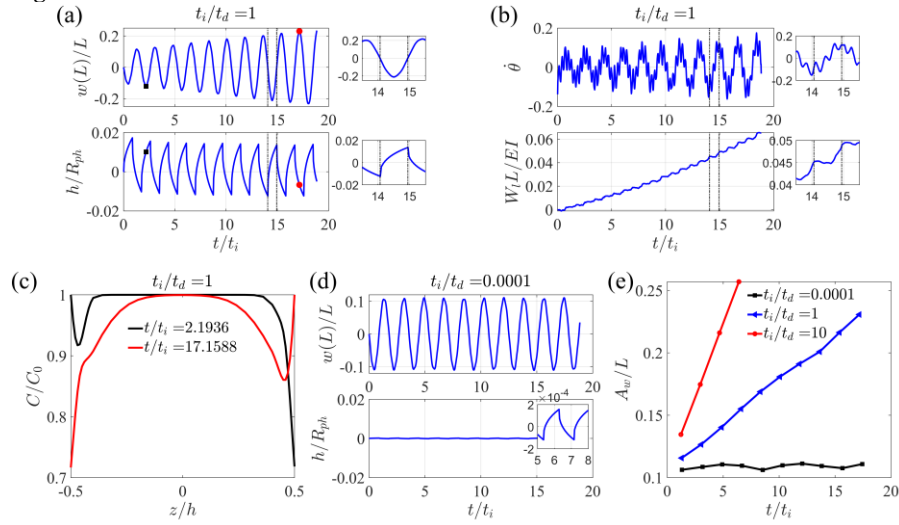 (a)
t_i/t_d =1
w(L)/L
0.2
0
-0.2
0.2
0
-0.2
14 15
h/R_ph
0.02
0
-0.02
0 5 10 15 20
t/t_i
0.02
0
-0.02
14 15
(b)
t_i/t_d =1
θ̇
0.2
0
-0.2
0.2
0
-0.2
14 15
W_l L/EI
0.06
0.04
0.02
0
0 5 10 15 20
t/t_i
0.05
0.04
14 15
(c)
t_i/t_d =1
C/C_0
1
0.9
0.8
0.7
t/t_i =2.1936
t/t_i =17.1588
-0.5 0 0.5
z/h
(d)
t_i/t_d =0.0001
w(L)/L
0.1
0
-0.1
0 5 10 15 20
h/R_ph
0.02
0
-0.02
0 5 10 15 20
t/t_i
×10^-4
2
0
-2
5 6 7 8
(e)
A_w/L
0.25
0.2
0.15
0.1
t_i/t_d =0.0001
t_i/t_d =1
t_i/t_d =10
0 5 10 15 20
t/t_i